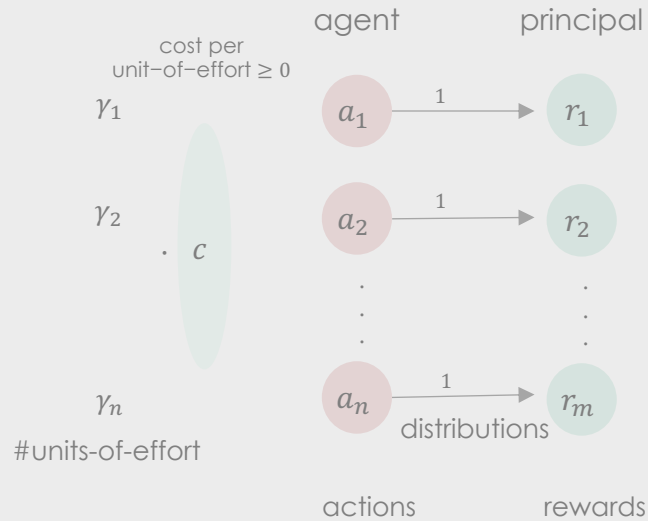 agent principal
cost per
unit−of−effort ≥ 0
γ₁ a₁ 1 r₁
γ₂ a₂ 1 r₂
· c
. .
. .
. .
γₙ aₙ 1 rₘ
distributions
#units-of-effort
actions rewards